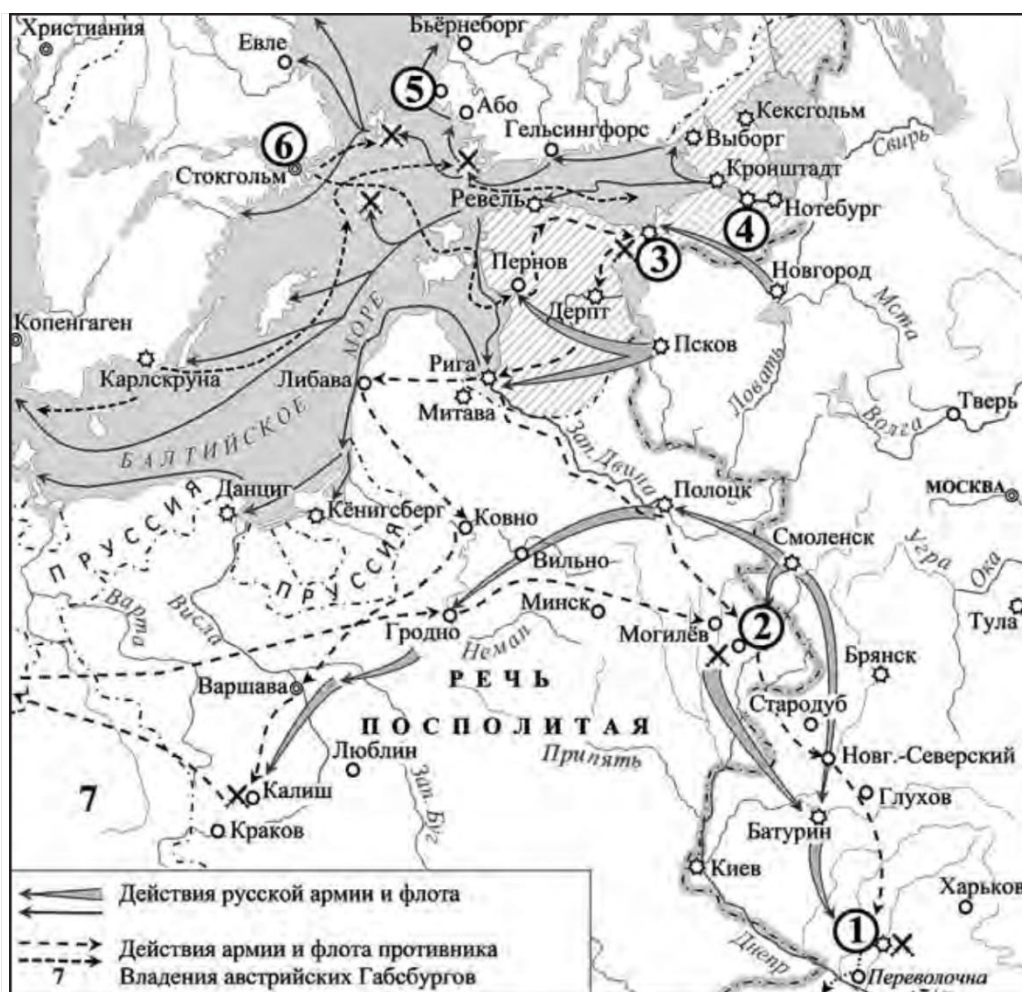 Христиания
Евле
Бьёрнеборг
5
Або
Гельсингфорс
Кексгольм
Выборг
Свирь
6
Стокгольм
Кронштадт
Ревель
Нотебург
4
3
Пернов
Новгород
Дерпт
Мста
Копенгаген
Псков
Карлскруна
Либава
Рига
Митава
Ловать
Тверь
Волга
БАЛТИЙСКОЕ
МОРЕ
Зап. Двина
Полоцк
МОСКВА
Данциг
Кёнигсберг
Ковно
Смоленск
ПРУССИЯ
ПРУССИЯ
Вильно
Угра
Ока
Варта
Висла
Минск
2
Тула
Гродно
Неман
Могилёв
Брянск
Варшава
РЕЧЬ
Стародуб
ПОСПОЛИТАЯ
Люблин
Припять
Новг.-Северский
7
Калиш
Зап. Буг
Глухов
Краков
Батурин
Киев
Харьков
1
Днепр
Переволочна
Действия русской армии и флота
Действия армии и флота противника
7 Владения австрийских Габсбургов